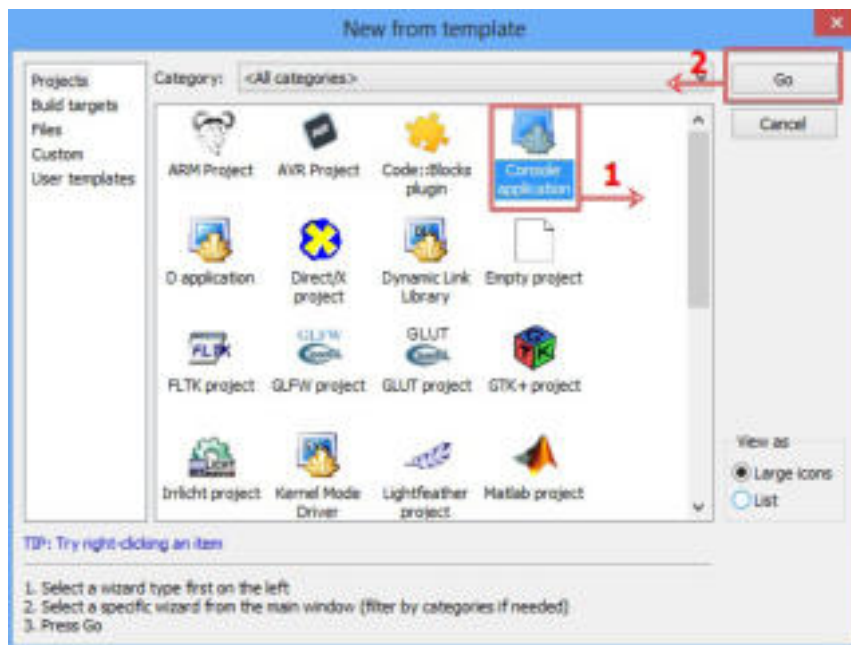 New from template
Projects
Build targets
Files
Custom
User templates
Category: <All categories>
2
Go
Cancel
ARM Project
AVR Project
Code::Blocks
plugin
Console
application
1
D application
Direct/X
project
Dynamic Link
Library
Empty project
FLTK
GLFW
GLUT
GTK
FLTK project
GLFW project
GLUT project
GTK+ project
Irrlicht project
Kernel Mode
Driver
Lightfeather
project
Matlab project
View as
Large icons
List
TIP: Try right-clicking an item
1. Select a wizard type first on the left
2. Select a specific wizard from the main window (filter by categories if needed)
3. Press Go